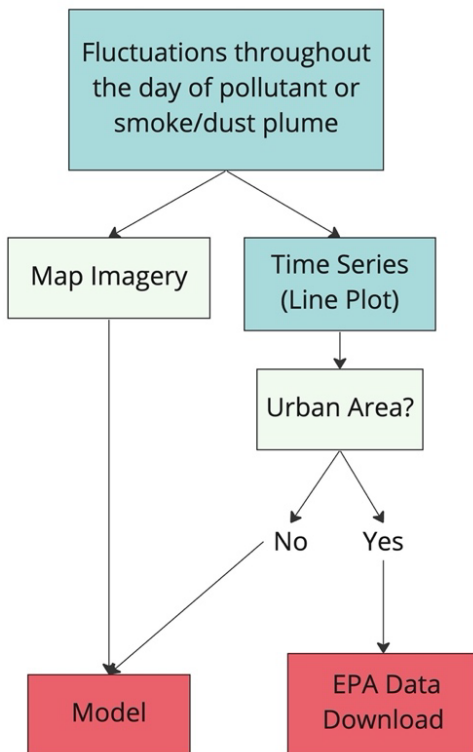 Fluctuations throughout
the day of pollutant or
smoke/dust plume
Map Imagery
Time Series
(Line Plot)
Urban Area?
No
Yes
Model
EPA Data
Download